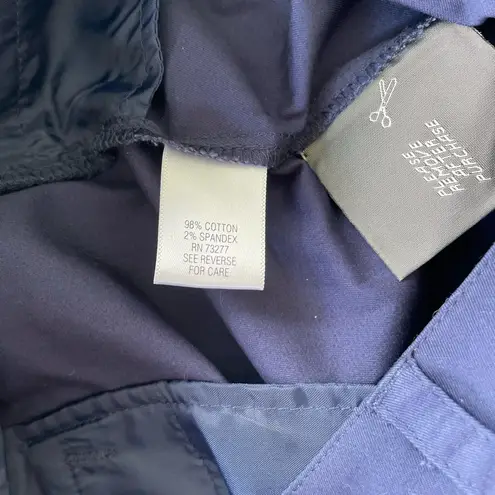 98% COTTON
2% SPANDEX
RN 73277
SEE REVERSE
FOR CARE
PLEASE
REMOVE
AFTER
PURCHASE